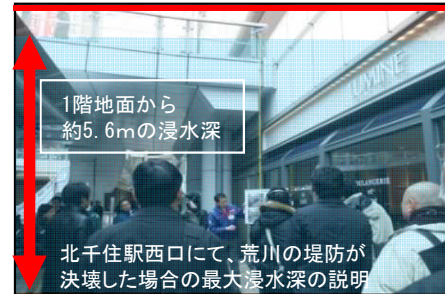 UMINE
1階地面から
約5.6mの浸水深
BOULANGERIE
北千住駅西口にて、荒川の堤防が
決壊した場合の最大浸水深の説明